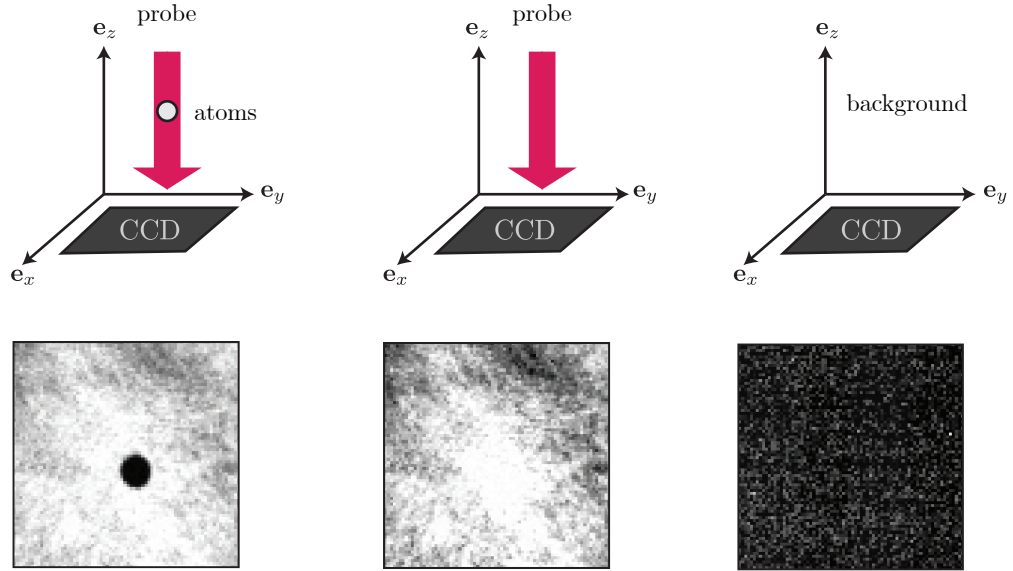 probe
e_z
atoms
e_y
CCD
e_x
probe
e_z
e_y
CCD
e_x
e_z
background
e_y
CCD
e_x